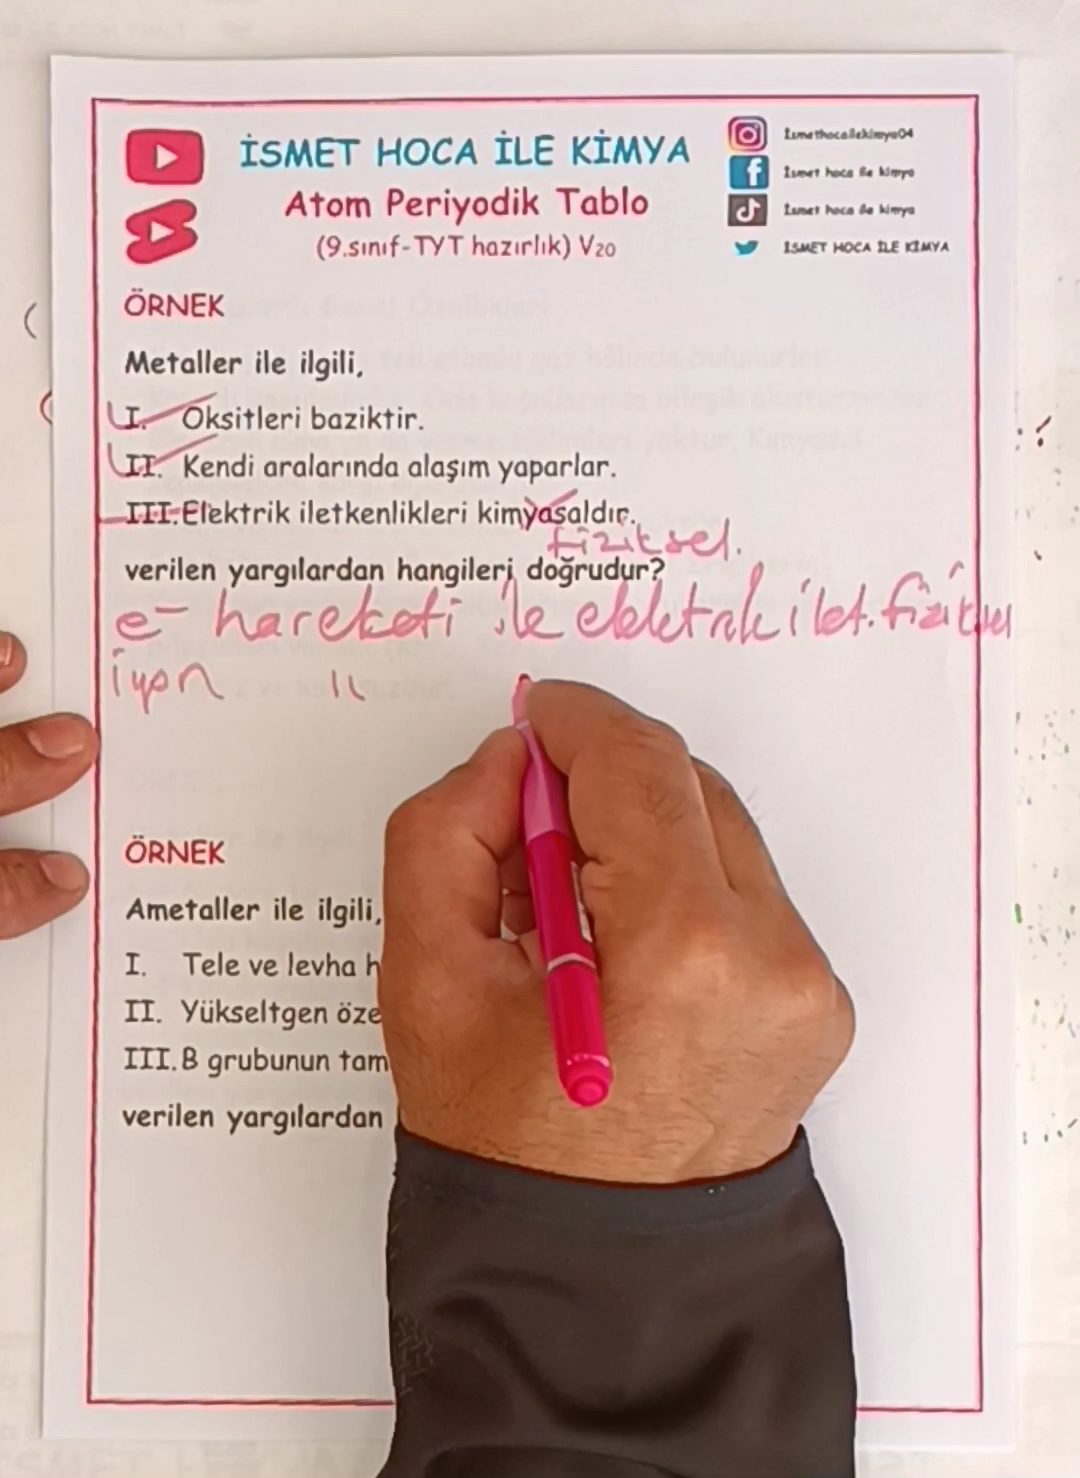 İSMET HOCA İLE KİMYA
Atom Periyodik Tablo
(9.sınıf-TYT hazırlık) V20
İsmethocailekimya04
İsmet hoca ile kimya
İsmet hoca ile kimya
İSMET HOCA İLE KİMYA
ÖRNEK
Metaller ile ilgili,
I. Oksitleri baziktir.
II. Kendi aralarında alaşım yaparlar.
III. Elektrik iletkenlikleri kimyasaldır.
fiziksel.
verilen yargılardan hangileri doğrudur?
e- hareketi ile elektrik ilet. fiziksel
iyon 11
ÖRNEK
Ametaller ile ilgili,
I. Tele ve levha h
II. Yükseltgen öze
III. B grubunun tam
verilen yargılardan